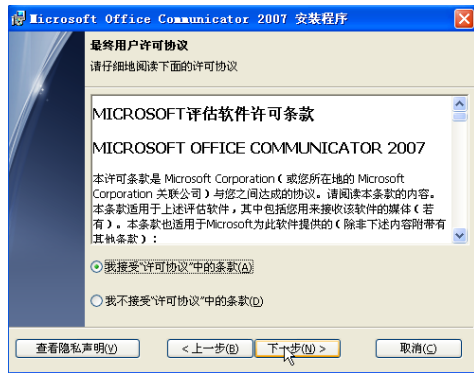 Microsoft Office Communicator 2007 安装程序
最终用户许可协议
请仔细地阅读下面的许可协议
MICROSOFT评估软件许可条款
MICROSOFT OFFICE COMMUNICATOR 2007
本许可条款是 Microsoft Corporation（或您所在地的 Microsoft
Corporation 关联公司）与您之间达成的协议。请阅读本条款的内容。
本条款适用于上述评估软件，其中包括您用来接收该软件的媒体（若
有）。本条款也适用于Microsoft为此软件提供的（除非下述内容附带有
其他条款）：
我接受“许可协议”中的条款(A)
我不接受“许可协议”中的条款(D)
查看隐私声明(V)
< 上一步(B)
下一步(N) >
取消(C)